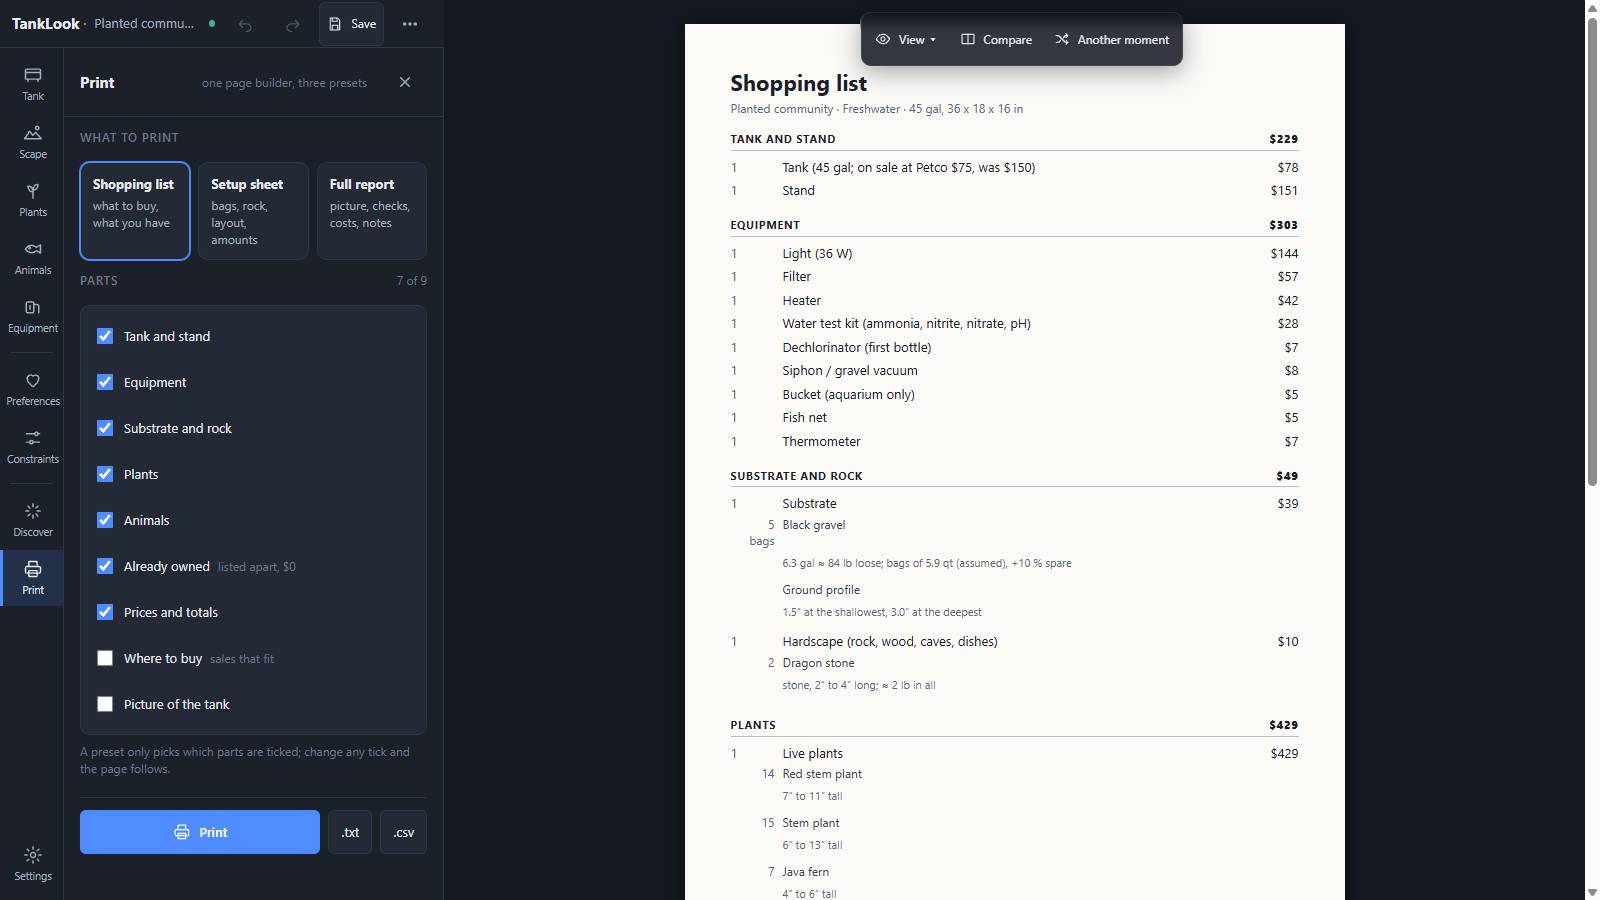 TankLook · Planted commu... Save
Tank
Scape
Plants
Animals
Equipment
Preferences
Constraints
Discover
Print
Settings
Print one page builder, three presets
WHAT TO PRINT
Shopping list
what to buy,
what you have
Setup sheet
bags, rock,
layout,
amounts
Full report
picture, checks,
costs, notes
PARTS 7 of 9
Tank and stand
Equipment
Substrate and rock
Plants
Animals
Already owned listed apart, $0
Prices and totals
Where to buy sales that fit
Picture of the tank
A preset only picks which parts are ticked; change any tick and
the page follows.
Print .txt .csv
View Compare Another moment
Shopping list
Planted community · Freshwater · 45 gal, 36 x 18 x 16 in
TANK AND STAND $229
1 Tank (45 gal; on sale at Petco $75, was $150) $78
1 Stand $151
EQUIPMENT $303
1 Light (36 W) $144
1 Filter $57
1 Heater $42
1 Water test kit (ammonia, nitrite, nitrate, pH) $28
1 Dechlorinator (first bottle) $7
1 Siphon / gravel vacuum $8
1 Bucket (aquarium only) $5
1 Fish net $5
1 Thermometer $7
SUBSTRATE AND ROCK $49
1 Substrate $39
5 Black gravel
bags
6.3 gal ≈ 84 lb loose; bags of 5.9 qt (assumed), +10 % spare
Ground profile
1.5″ at the shallowest, 3.0″ at the deepest
1 Hardscape (rock, wood, caves, dishes) $10
2 Dragon stone
stone, 2″ to 4″ long; ≈ 2 lb in all
PLANTS $429
1 Live plants $429
14 Red stem plant
7″ to 11″ tall
15 Stem plant
6″ to 13″ tall
7 Java fern
4″ to 6″ tall